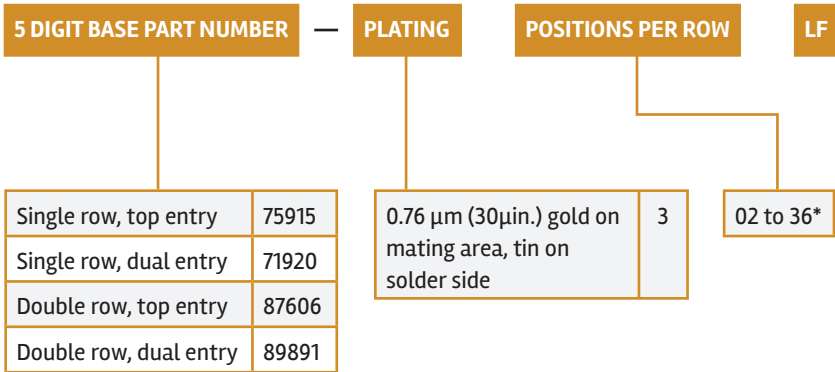 5 DIGIT BASE PART NUMBER — PLATING POSITIONS PER ROW LF
Single row, top entry 75915
Single row, dual entry 71920
Double row, top entry 87606
Double row, dual entry 89891
0.76 µm (30µin.) gold on 3
mating area, tin on
solder side
02 to 36*